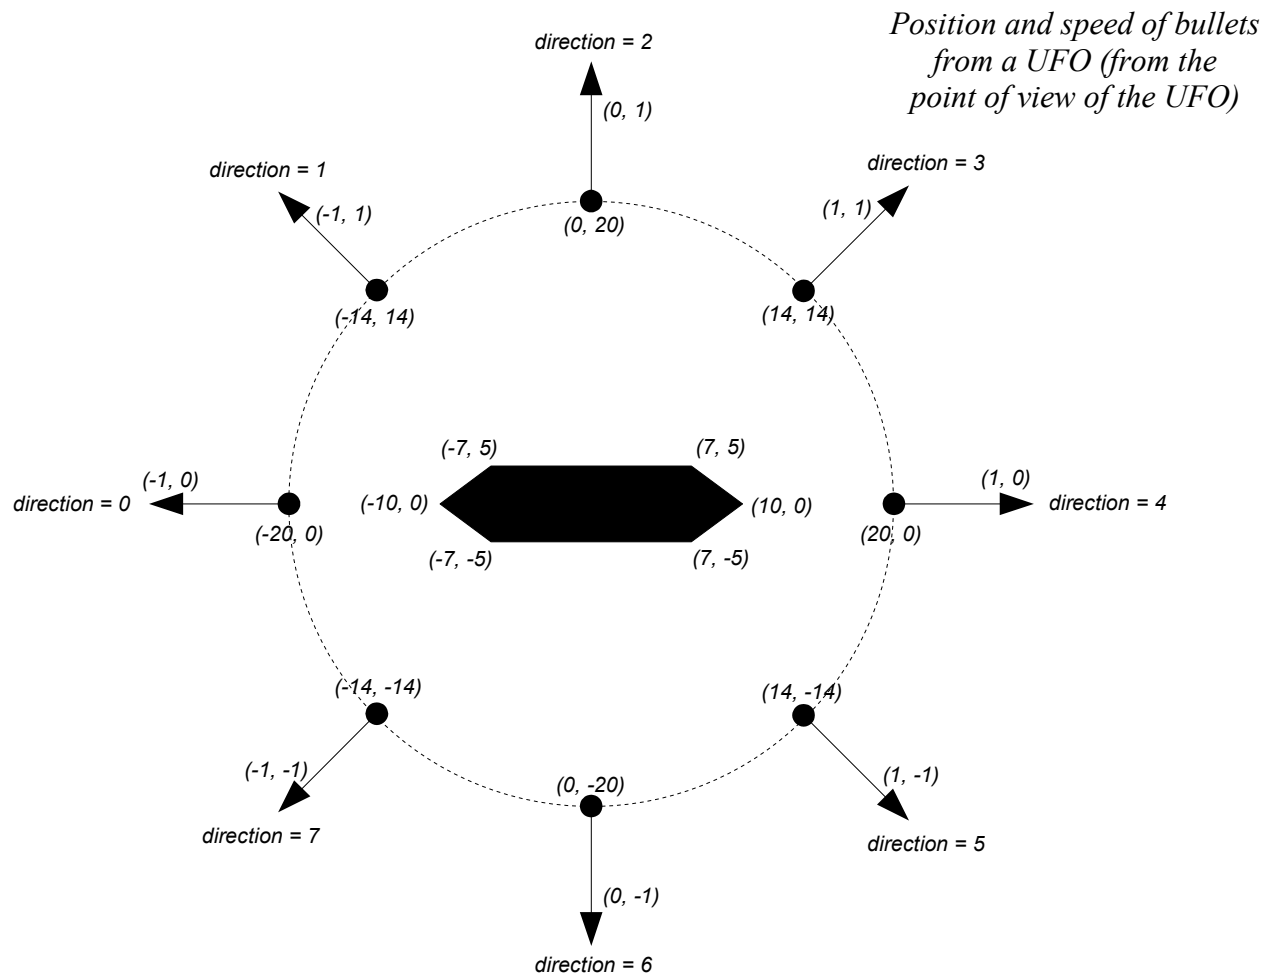 Position and speed of bullets
from a UFO (from the
point of view of the UFO)
direction = 2
(0, 1)
direction = 1
direction = 3
(-1, 1)
(1, 1)
(0, 20)
(-14, 14)
(14, 14)
(-7, 5)
(7, 5)
(-1, 0)
(1, 0)
direction = 0
(-10, 0)
(10, 0)
direction = 4
(-20, 0)
(20, 0)
(-7, -5)
(7, -5)
(-14, -14)
(14, -14)
(-1, -1)
(0, -20)
(1, -1)
direction = 7
direction = 5
(0, -1)
direction = 6